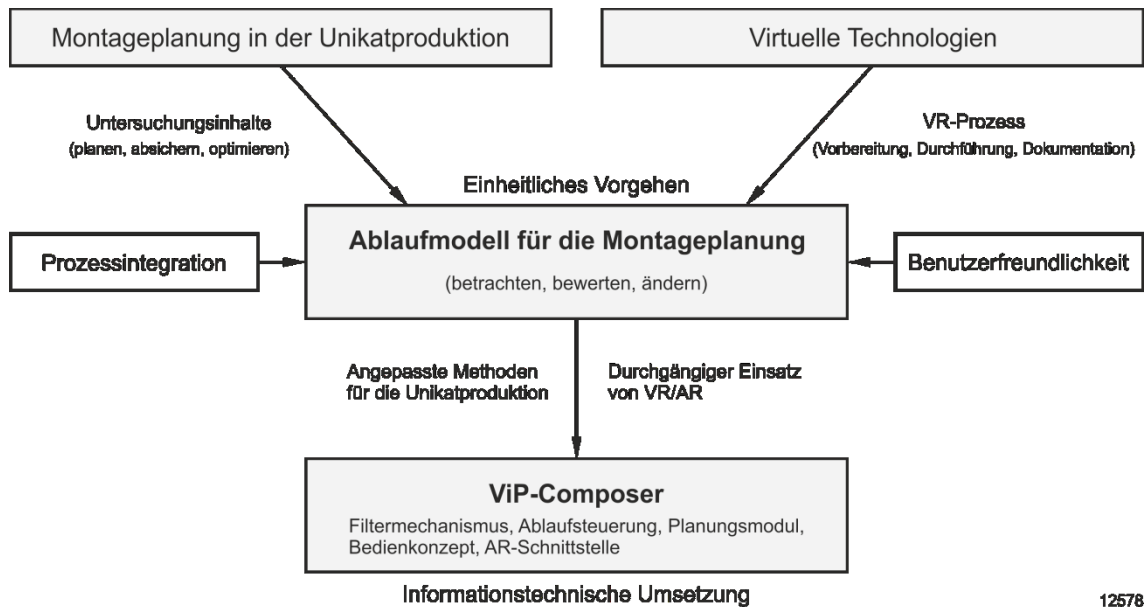 Montageplanung in der Unikatproduktion
Virtuelle Technologien
Untersuchungsinhalte
(planen, absichern, optimieren)
VR-Prozess
(Vorbereitung, Durchführung, Dokumentation)
Einheitliches Vorgehen
Ablaufmodell für die Montageplanung
(betrachten, bewerten, ändern)
Prozessintegration
Benutzerfreundlichkeit
Angepasste Methoden
für die Unikatproduktion
Durchgängiger Einsatz
von VR/AR
ViP-Composer
Filtermechanismus, Ablaufsteuerung, Planungsmodul,
Bedienkonzept, AR-Schnittstelle
Informationstechnische Umsetzung
12578